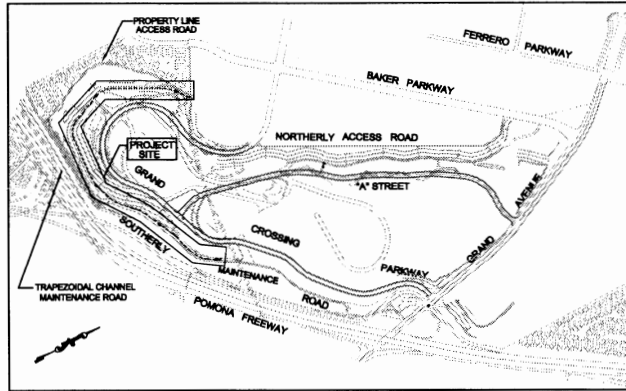 PROPERTY LINE
ACCESS ROAD
FERRERO PARKWAY
BAKER PARKWAY
NORTHERLY ACCESS ROAD
PROJECT
SITE
GRAND
"A" STREET
CROSSING
PARKWAY
GRAND AVENUE
SOUTHERLY
MAINTENANCE
ROAD
TRAPEZOIDAL CHANNEL
MAINTENANCE ROAD
POMONA FREEWAY